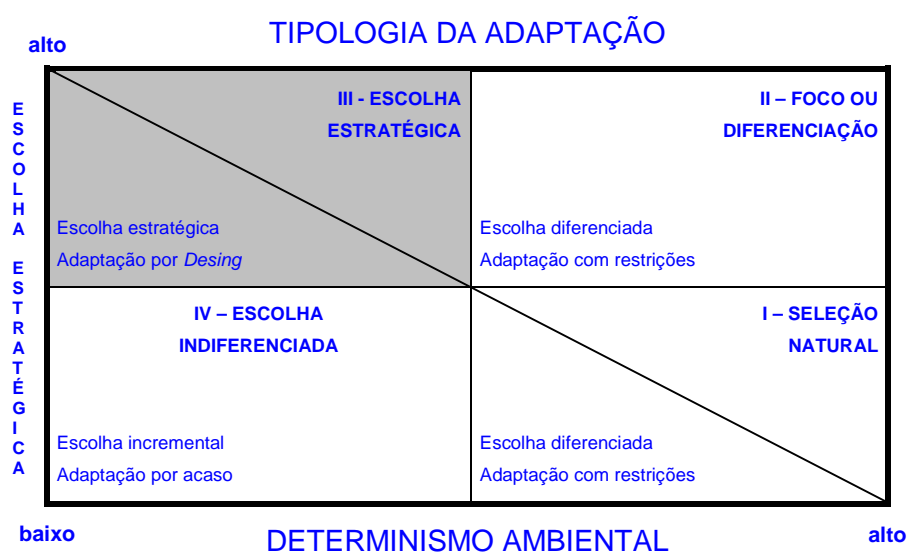 TIPOLOGIA DA ADAPTAÇÃO
alto
ESCOLHA ESTRATÉGICA
III - ESCOLHA
ESTRATÉGICA
Escolha estratégica
Adaptação por Desing
II – FOCO OU
DIFERENCIAÇÃO
Escolha diferenciada
Adaptação com restrições
IV – ESCOLHA
INDIFERENCIADA
Escolha incremental
Adaptação por acaso
I – SELEÇÃO
NATURAL
Escolha diferenciada
Adaptação com restrições
baixo
DETERMINISMO AMBIENTAL
alto